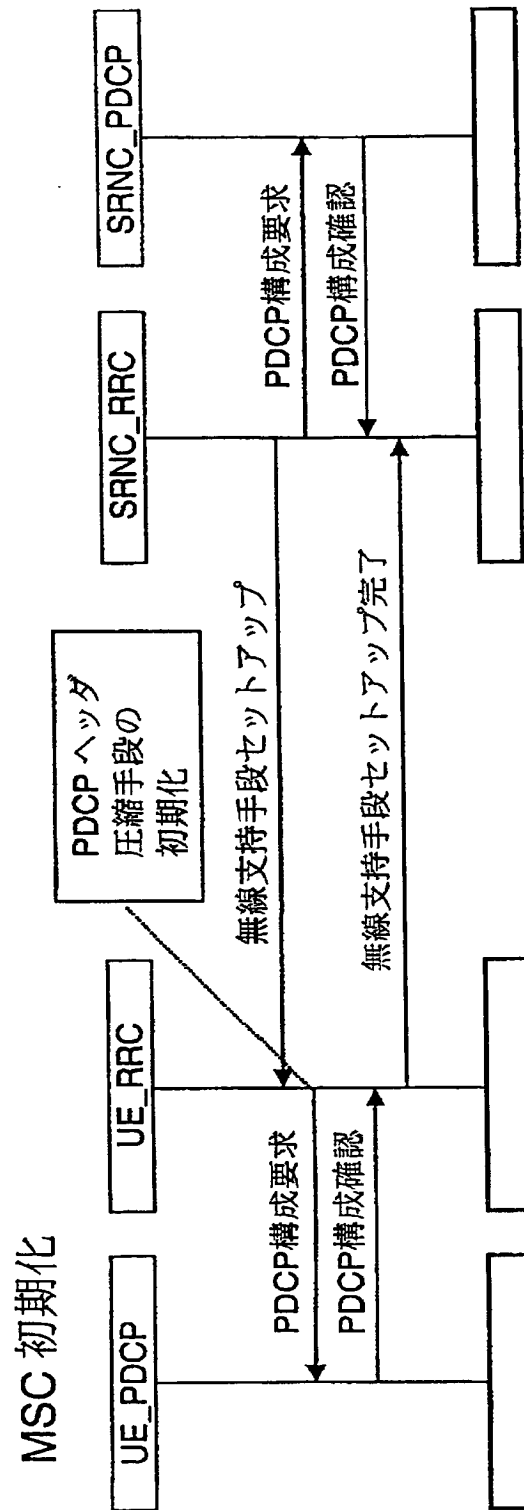 MSC 初期化
UE_PDCP
UE_RRC
SRNC_RRC
SRNC_PDCP
PDCP ヘッダ
圧縮手段の
初期化
無線支持手段セットアップ
PDCP構成要求
PDCP構成要求
PDCP構成確認
PDCP構成確認
無線支持手段セットアップ完了